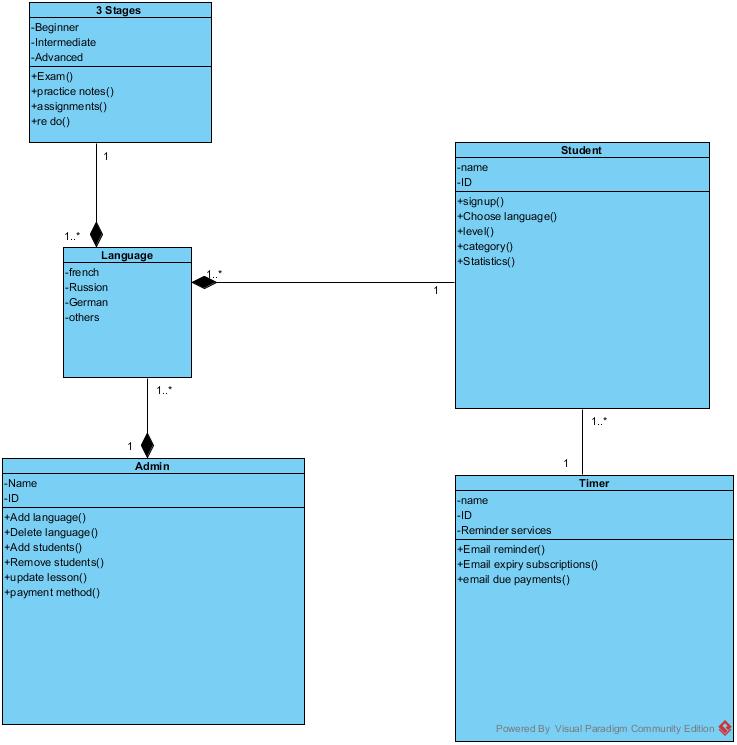 3 Stages
-Beginner
-Intermediate
-Advanced
+Exam()
+practice notes()
+assignments()
+re do()
1
1..*
Language
-french
-Russion
-German
-others
1..*
1
Student
-name
-ID
+signup()
+Choose language()
+level()
+category()
+Statistics()
1..*
1
1..*
1
Admin
-Name
-ID
+Add language()
+Delete language()
+Add students()
+Remove students()
+update lesson()
+payment method()
Timer
-name
-ID
-Reminder services
+Email reminder()
+Email expiry subscriptions()
+email due payments()
Powered By Visual Paradigm Community Edition